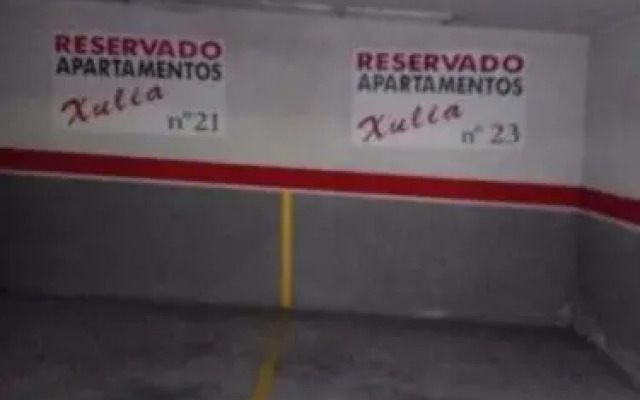 RESERVADO
APARTAMENTOS
Xulia
nº21
RESERVADO
APARTAMENTOS
Xulia
nº 23